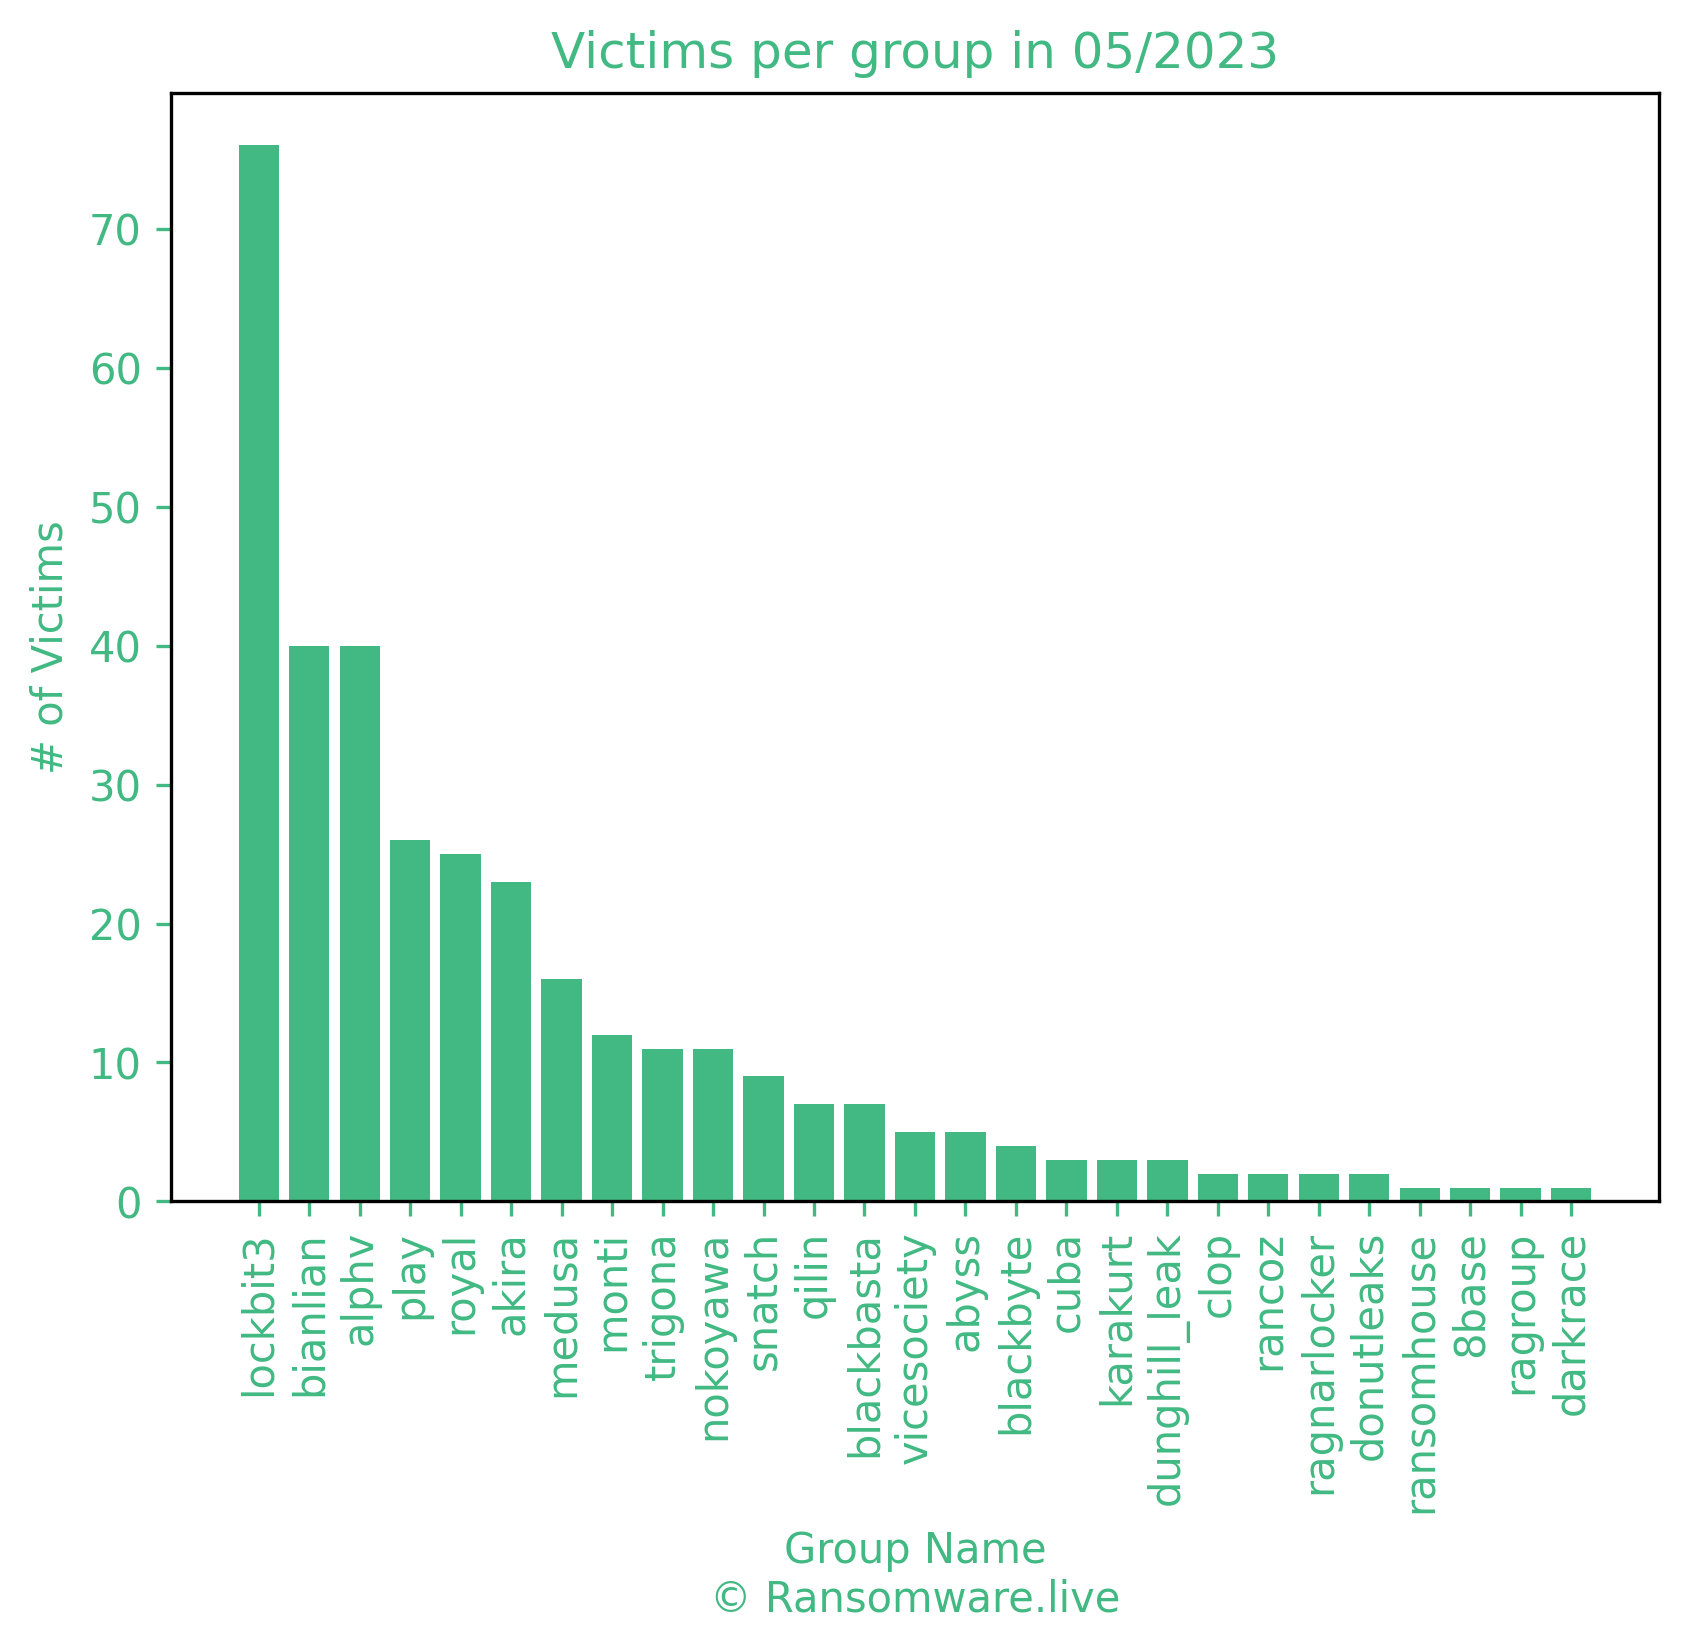 Victims per group in 05/2023
# of Victims
70
60
50
40
30
20
10
0
lockbit3
bianlian
alphv
play
royal
akira
medusa
monti
trigona
nokoyawa
snatch
qilin
blackbasta
vicesociety
abyss
blackbyte
cuba
karakurt
dunghill_leak
clop
rancoz
ragnarlocker
donutleaks
ransomhouse
8base
ragroup
darkrace
Group Name
© Ransomware.live